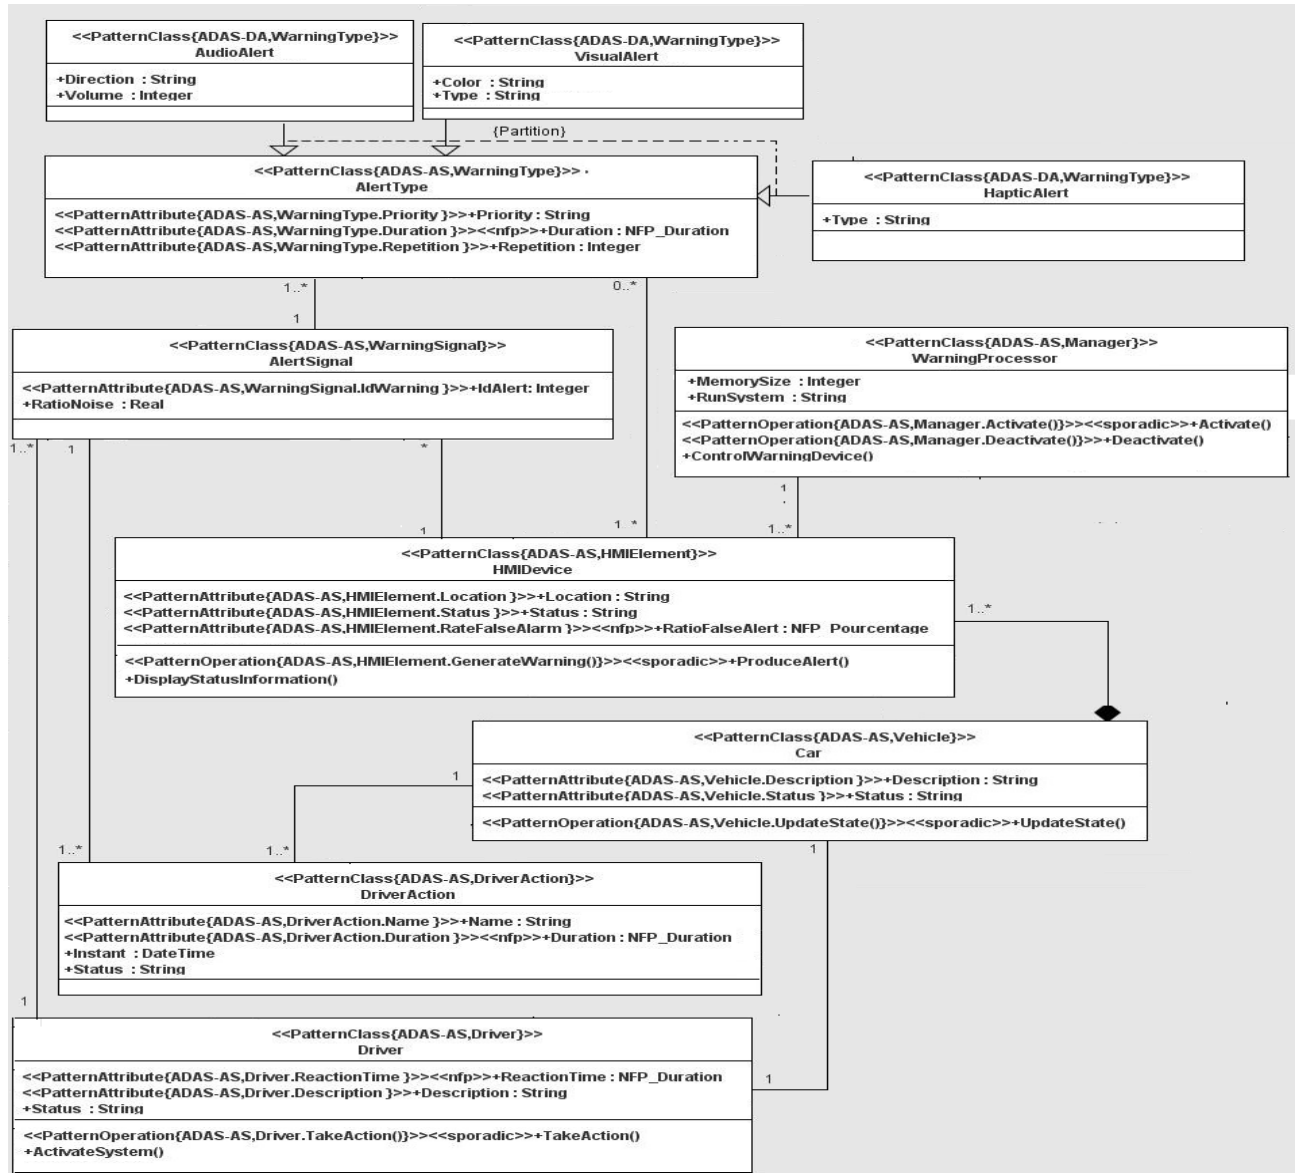 <<PatternClass{ADAS-DA,WarningType}>>
AudioAlert
+Direction : String
+Volume : Integer
<<PatternClass{ADAS-DA,WarningType}>>
VisualAlert
+Color : String
+Type : String
{Partition}
<<PatternClass{ADAS-AS,WarningType}>>
AlertType
<<PatternAttribute{ADAS-AS,WarningType.Priority }>>+Priority : String
<<PatternAttribute{ADAS-AS,WarningType.Duration }>><<nfp>>+Duration : NFP_Duration
<<PatternAttribute{ADAS-AS,WarningType.Repetition }>>+Repetition : Integer
<<PatternClass{ADAS-DA,WarningType}>>
HapticAlert
+Type : String
1..*
0..*
1
<<PatternClass{ADAS-AS,WarningSignal}>>
AlertSignal
<<PatternAttribute{ADAS-AS,WarningSignal.IdWarning }>>+IdAlert: Integer
+RatioNoise : Real
<<PatternClass{ADAS-AS,Manager}>>
WarningProcessor
+MemorySize : Integer
+RunSystem : String
<<PatternOperation{ADAS-AS,Manager.Activate()}>><<sporadic>>+Activate()
<<PatternOperation{ADAS-AS,Manager.Deactivate()}>>+Deactivate()
+ControlWarningDevice()
1..*
1
*
1
1
1..*
1..*
<<PatternClass{ADAS-AS,HMIElement}>>
HMIDevice
<<PatternAttribute{ADAS-AS,HMIElement.Location }>>+Location : String
<<PatternAttribute{ADAS-AS,HMIElement.Status }>>+Status : String
<<PatternAttribute{ADAS-AS,HMIElement.RateFalseAlarm }>><<nfp>>+RatioFalseAlert : NFP_Pourcentage
<<PatternOperation{ADAS-AS,HMIElement.GenerateWarning()}>><<sporadic>>+ProduceAlert()
+DisplayStatusInformation()
1..*
<<PatternClass{ADAS-AS,Vehicle}>>
Car
<<PatternAttribute{ADAS-AS,Vehicle.Description }>>+Description : String
<<PatternAttribute{ADAS-AS,Vehicle.Status }>>+Status : String
<<PatternOperation{ADAS-AS,Vehicle.UpdateState()}>><<sporadic>>+UpdateState()
1
1..*
1..*
1
<<PatternClass{ADAS-AS,DriverAction}>>
DriverAction
<<PatternAttribute{ADAS-AS,DriverAction.Name }>>+Name : String
<<PatternAttribute{ADAS-AS,DriverAction.Duration }>><<nfp>>+Duration : NFP_Duration
+Instant : DateTime
+Status : String
1
<<PatternClass{ADAS-AS,Driver}>>
Driver
<<PatternAttribute{ADAS-AS,Driver.ReactionTime }>><<nfp>>+ReactionTime : NFP_Duration
<<PatternAttribute{ADAS-AS,Driver.Description }>>+Description : String
+Status : String
<<PatternOperation{ADAS-AS,Driver.TakeAction()}>><<sporadic>>+TakeAction()
+ActivateSystem()
1